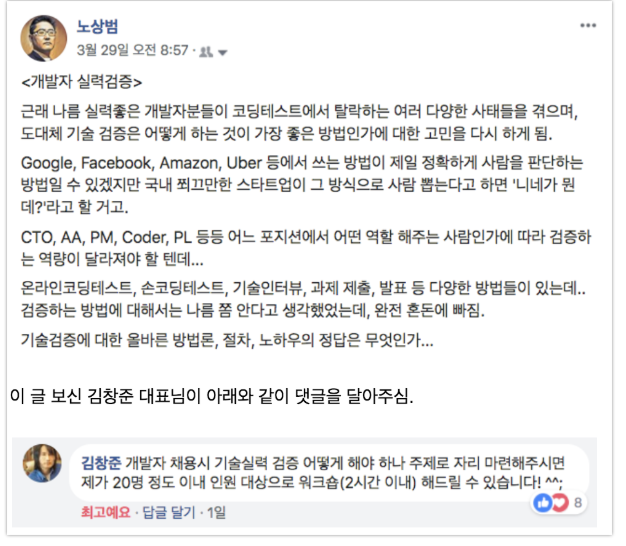 노상범
3월 29일 오전 8:57 ·
<개발자 실력검증>
근래 나름 실력좋은 개발자분들이 코딩테스트에서 탈락하는 여러 다양한 사태들을 겪으며,
도대체 기술 검증은 어떻게 하는 것이 가장 좋은 방법인가에 대한 고민을 다시 하게 됨.
Google, Facebook, Amazon, Uber 등에서 쓰는 방법이 제일 정확하게 사람을 판단하는
방법일 수 있겠지만 국내 쬐끄만한 스타트업이 그 방식으로 사람 뽑는다고 하면 '니네가 뭔
데?'라고 할 거고.
CTO, AA, PM, Coder, PL 등등 어느 포지션에서 어떤 역할 해주는 사람인가에 따라 검증하
는 역량이 달라져야 할 텐데...
온라인코딩테스트, 손코딩테스트, 기술인터뷰, 과제 제출, 발표 등 다양한 방법들이 있는데..
검증하는 방법에 대해서는 나름 쫌 안다고 생각했었는데, 완전 혼돈에 빠짐.
기술검증에 대한 올바른 방법론, 절차, 노하우의 정답은 무엇인가...
이 글 보신 김창준 대표님이 아래와 같이 댓글을 달아주심.
김창준 개발자 채용시 기술실력 검증 어떻게 해야 하나 주제로 자리 마련해주시면
제가 20명 정도 이내 인원 대상으로 워크숍(2시간 이내) 해드릴 수 있습니다! ^^;
8
최고예요 · 답글 달기 · 1일